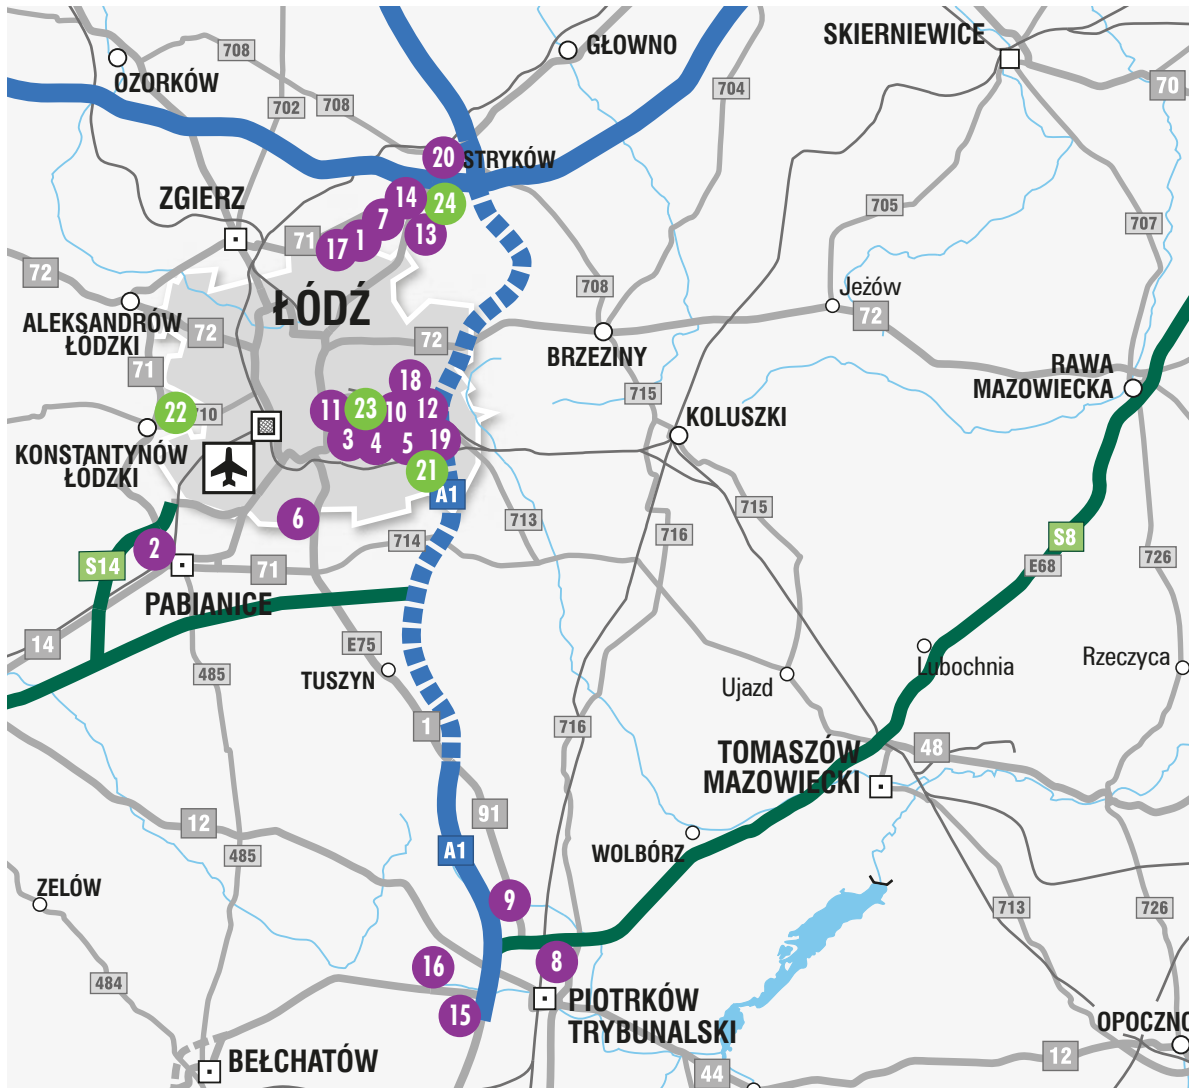 SKIERNIEWICE
GŁOWNO
708
OZORKÓW
70
704
702
708
20
STRYKÓW
ZGIERZ
14
24
7
705
71
17
1
13
707
72
708
Jeżów
ŁÓDŹ
72
ALEKSANDRÓW
ŁÓDZKI
72
72
BRZEZINY
RAWA
MAZOWIECKA
71
18
715
22
710
11
23
10
12
KOLUSZKI
KONSTANTYNÓW
ŁÓDZKI
3
4
5
19
21
A1
715
6
713
716
S8
2
714
726
S14
71
E68
PABIANICE
14
E75
Lubochnia
Rzeczyca
485
TUSZYN
Ujazd
1
716
TOMASZÓW
MAZOWIECKI
48
12
91
485
A1
WOLBÓRZ
ZELÓW
9
713
726
16
8
484
15
PIOTRKÓW
TRYBUNALSKI
OPOCZNO
BEŁCHATÓW
12
44